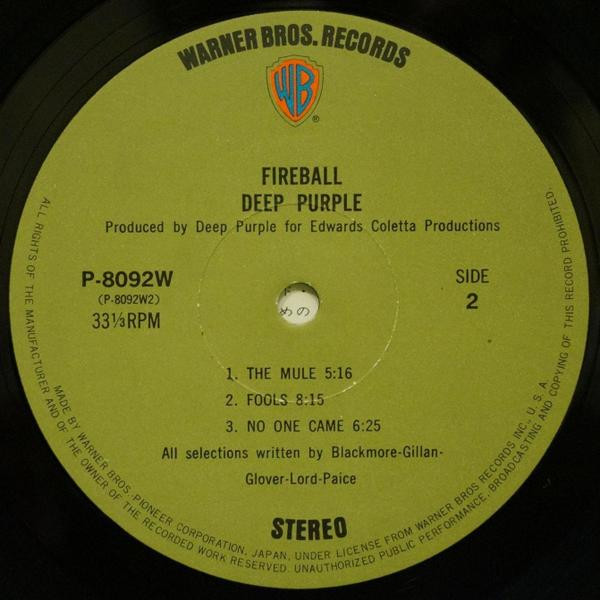 WARNER BROS. RECORDS
WB
®
FIREBALL
DEEP PURPLE
Produced by Deep Purple for Edwards Coletta Productions
P-8092W
(P-8092W2)
33⅓RPM
SIDE
2
めの
1. THE MULE 5:16
2. FOOLS 8:15
3. NO ONE CAME 6:25
All selections written by Blackmore-Gillan-
Glover-Lord-Paice
STEREO
MADE BY WARNER BROS. PIONEER CORPORATION, JAPAN, UNDER LICENSE FROM WARNER BROS RECORDS INC., U. S. A.
ALL RIGHTS OF THE MANUFACTURER AND OF THE OWNER OF THE RECORDED WORK RESERVED. UNAUTHORIZED PUBLIC PERFORMANCE, BROADCASTING AND COPYING OF THIS RECORD PROHIBITED.